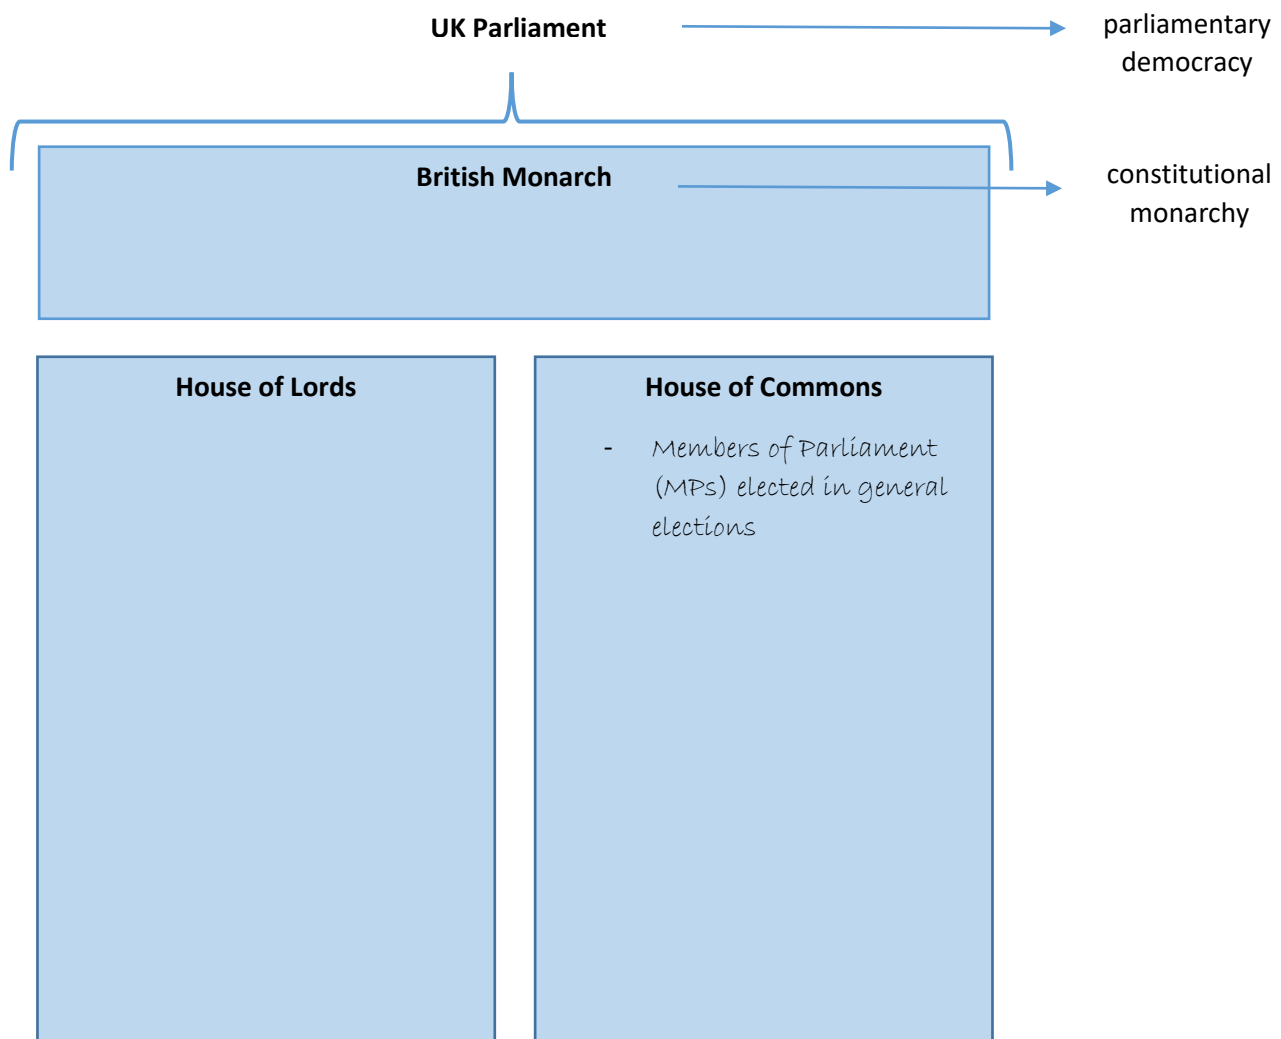 UK Parliament
parliamentary
democracy
British Monarch
constitutional
monarchy
House of Lords
House of Commons
- Members of Parliament
(MPs) elected in general
elections